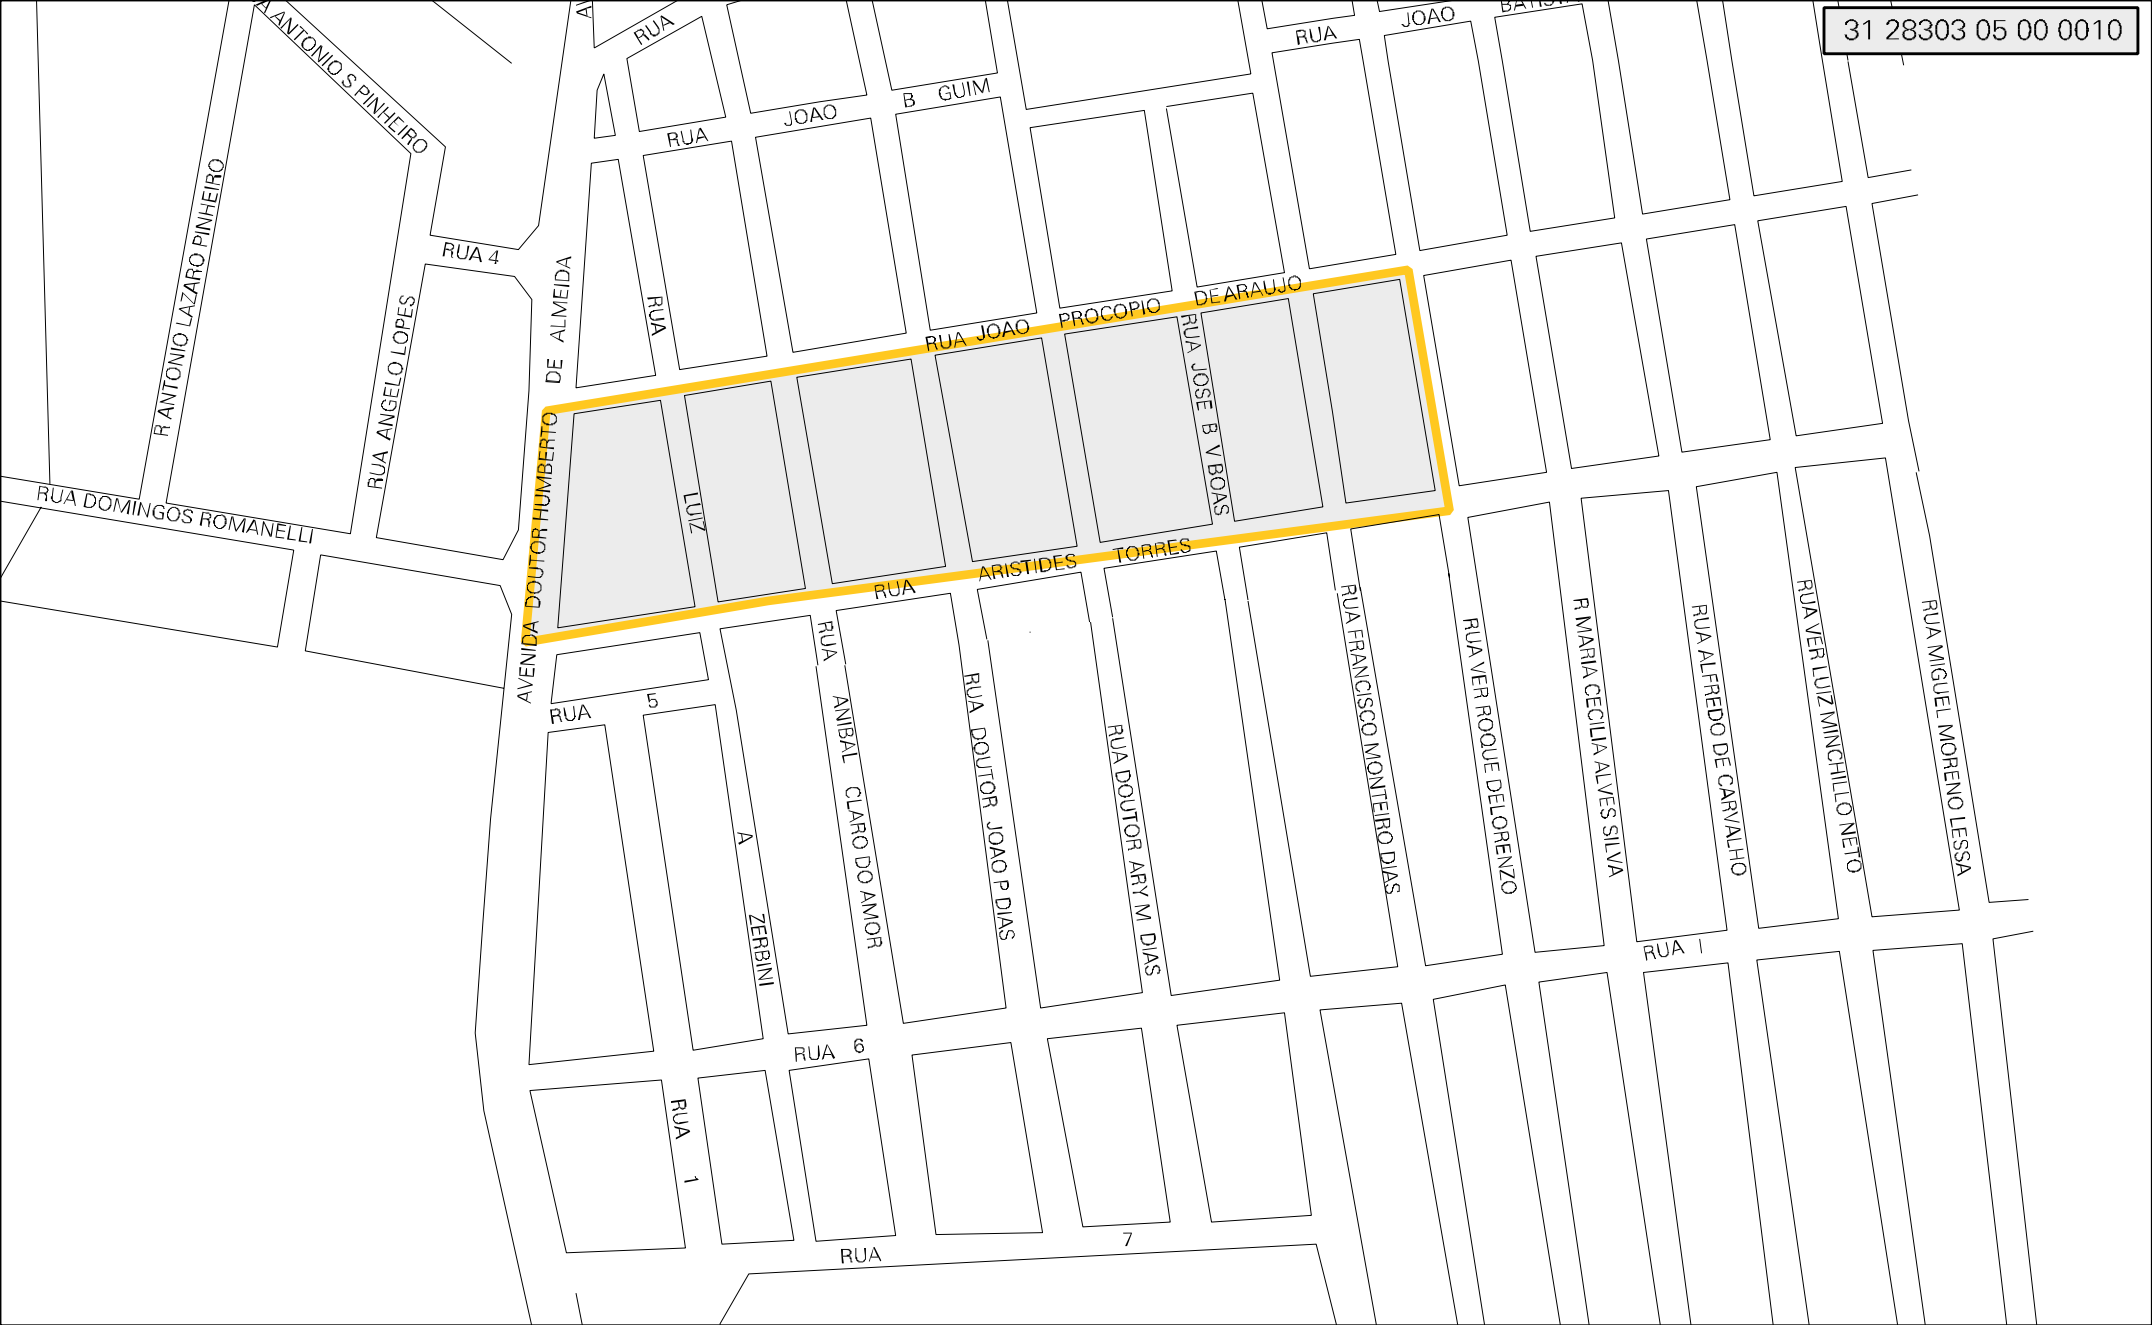 31 28303 05 00 0010
A ANTONIO S PINHEIRO
RUA
RUA JOAO
RUA JOAO B GUIM
R ANTONIO LAZARO PINHEIRO
RUA 4
RUA ANGELO LOPES
RUA DOMINGOS ROMANELLI
AVENIDA DOUTOR HUMBERTO DE ALMEIDA
RUA LUIZ A ZERBINI
RUA JOAO PROCOPIO DE ARAUJO
RUA JOSE B V BOAS
RUA ARISTIDES TORRES
RUA 5
RUA ANIBAL CLARO DO AMOR
RUA DOUTOR JOAO P DIAS
RUA DOUTOR ARY M DIAS
RUA FRANCISCO MONTEIRO DIAS
RUA VER ROQUE DELORENZO
R MARIA CECILIA ALVES SILVA
RUA ALFREDO DE CARVALHO
RUA VER LUIZ MINCHILLO NETO
RUA MIGUEL MORENO LESSA
RUA I
RUA 6
RUA 1
RUA 7